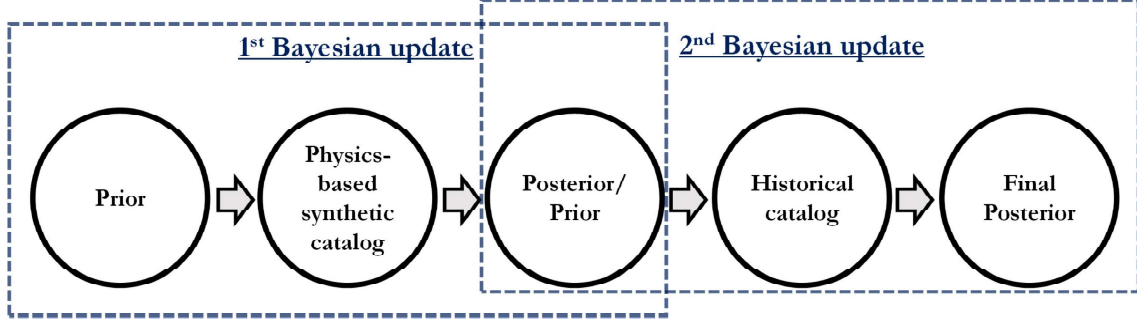 1st Bayesian update
2nd Bayesian update
Prior
Physics-
based
synthetic
catalog
Posterior/
Prior
Historical
catalog
Final
Posterior